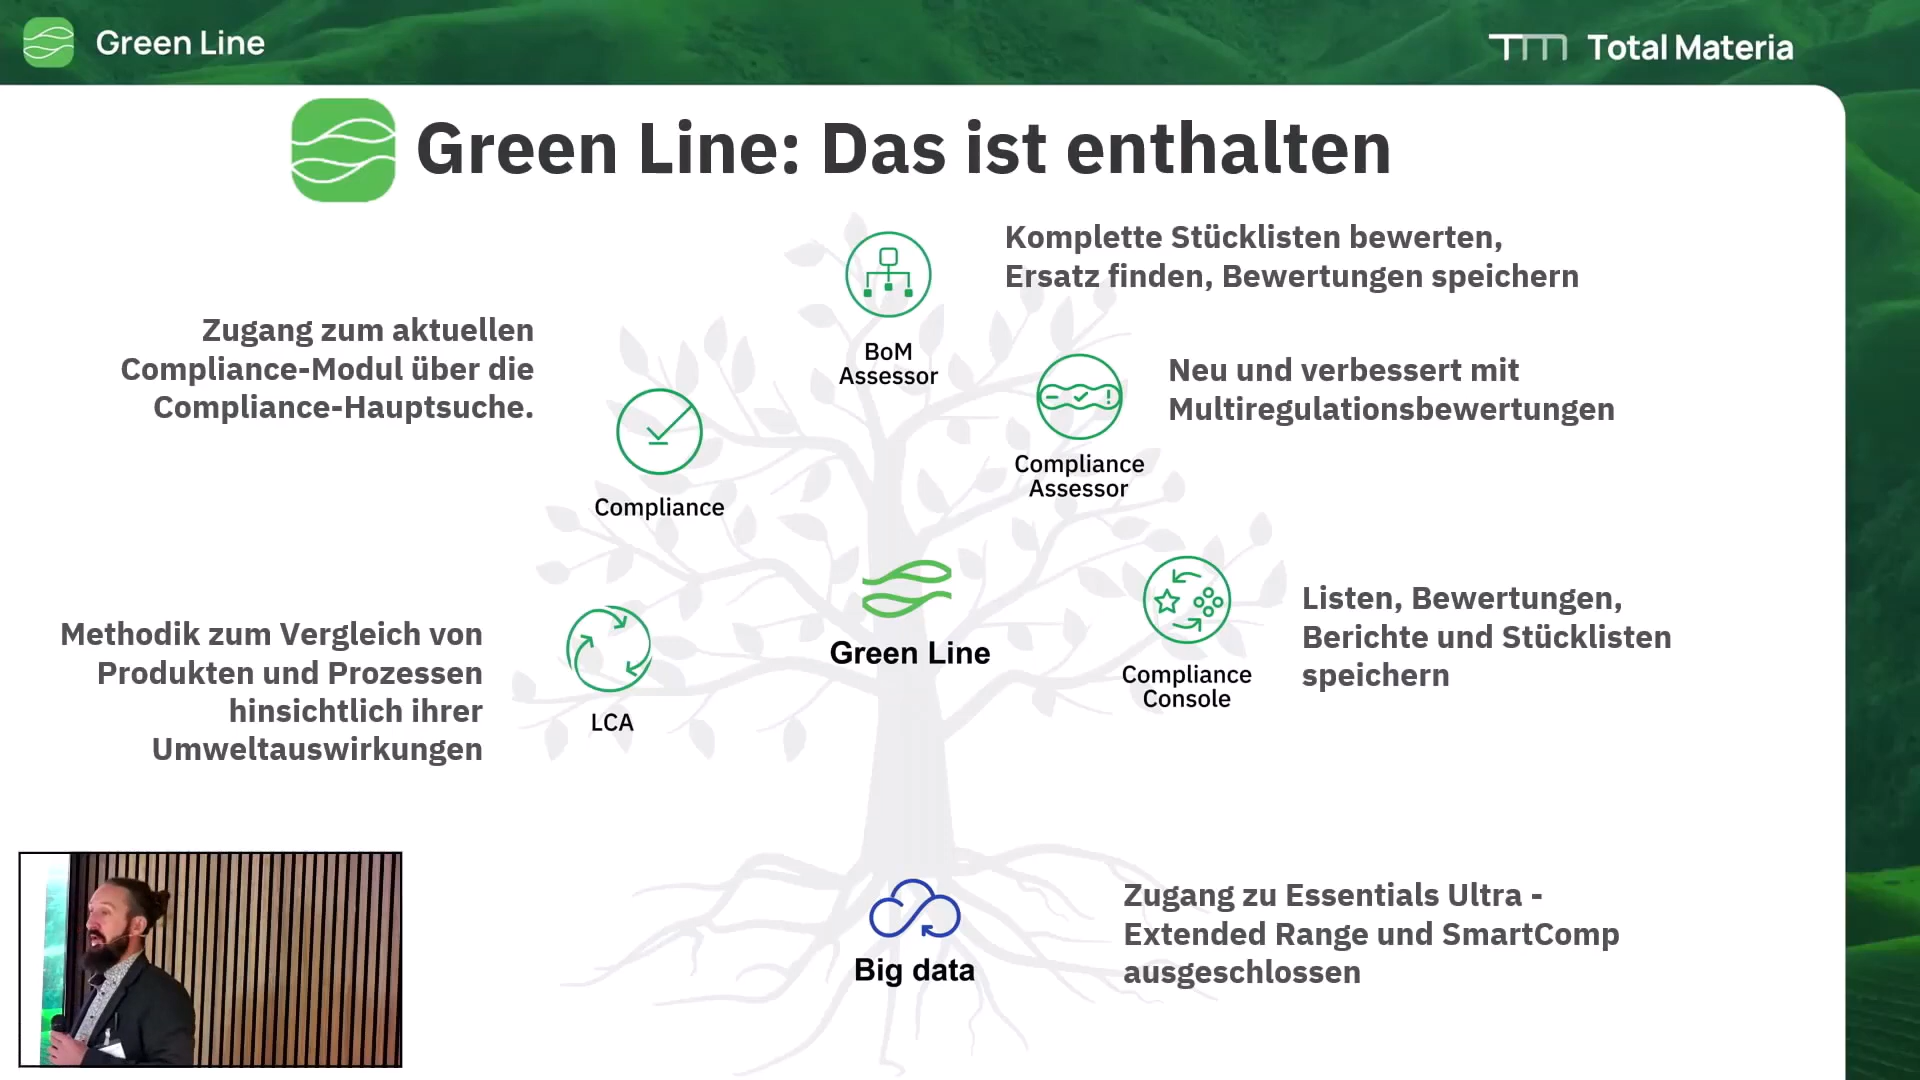 Green Line
TM Total Materia
Green Line: Das ist enthalten
BoM
Assessor
Komplette Stücklisten bewerten,
Ersatz finden, Bewertungen speichern
Zugang zum aktuellen
Compliance-Modul über die
Compliance-Hauptsuche.
Compliance
Compliance
Assessor
Neu und verbessert mit
Multiregulationsbewertungen
Methodik zum Vergleich von
Produkten und Prozessen
hinsichtlich ihrer
Umweltauswirkungen
LCA
Green Line
Compliance
Console
Listen, Bewertungen,
Berichte und Stücklisten
speichern
Big data
Zugang zu Essentials Ultra -
Extended Range und SmartComp
ausgeschlossen